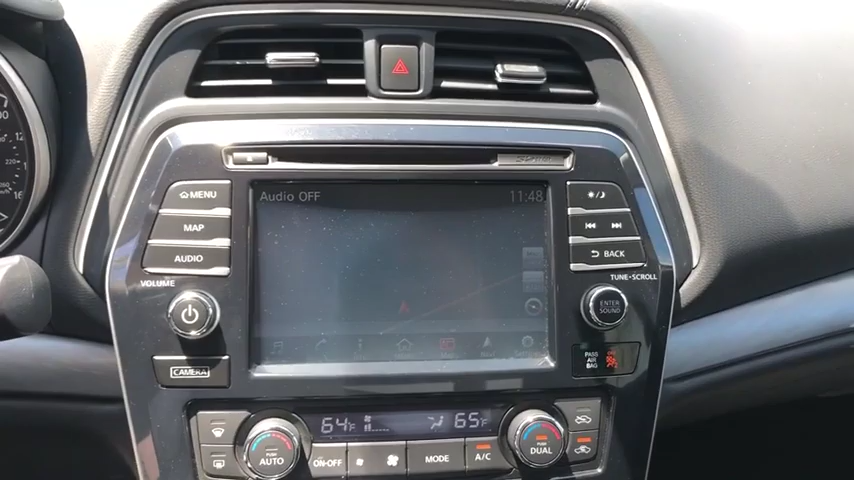 Audio OFF
11:48
MENU
MAP
AUDIO
BACK
VOLUME
TUNE·SCROLL
ENTER
SOUND
CAMERA
PASS
AIR
BAG
64°F
65°F
PUSH
AUTO
ON·OFF
MODE
A/C
PUSH
DUAL
220